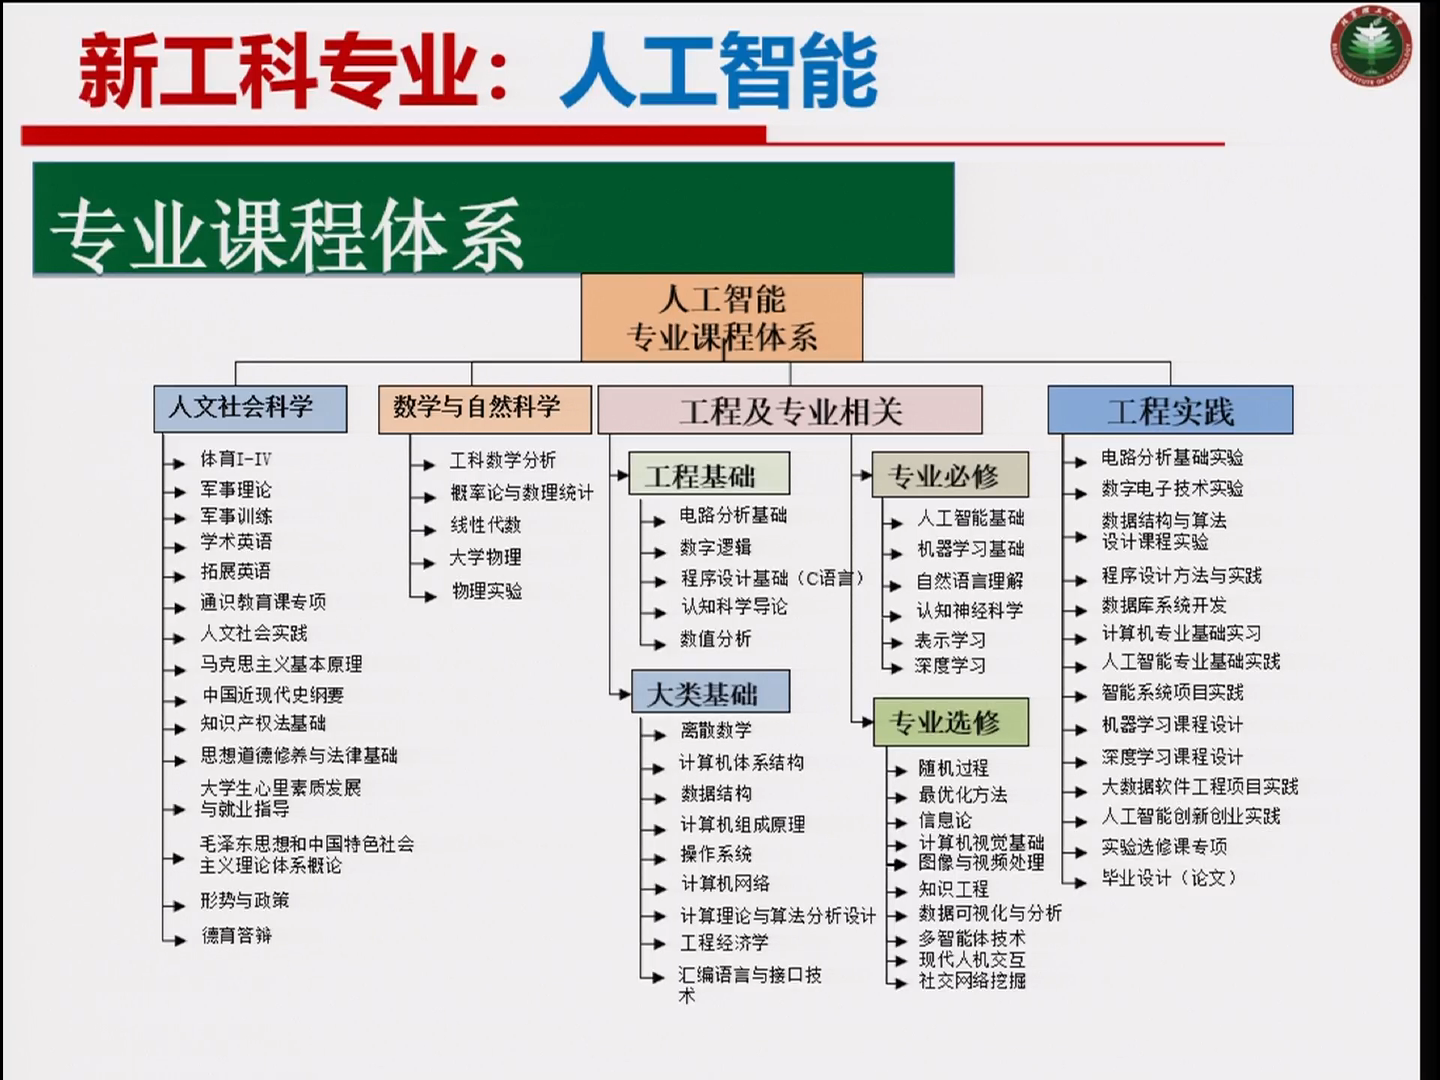 新工科专业：人工智能
专业课程体系
人工智能
专业课程体系
人文社会科学
体育I-IV
军事理论
军事训练
学术英语
拓展英语
通识教育课专项
人文社会实践
马克思主义基本原理
中国近现代史纲要
知识产权法基础
思想道德修养与法律基础
大学生心里素质发展
与就业指导
毛泽东思想和中国特色社会
主义理论体系概论
形势与政策
德育答辩
数学与自然科学
工科数学分析
概率论与数理统计
线性代数
大学物理
物理实验
工程及专业相关
工程基础
电路分析基础
数字逻辑
程序设计基础（C语言）
认知科学导论
数值分析
大类基础
离散数学
计算机体系结构
数据结构
计算机组成原理
操作系统
计算机网络
计算理论与算法分析设计
工程经济学
汇编语言与接口技
术
专业必修
人工智能基础
机器学习基础
自然语言理解
认知神经科学
表示学习
深度学习
专业选修
随机过程
最优化方法
信息论
计算机视觉基础
图像与视频处理
知识工程
数据可视化与分析
多智能体技术
现代人机交互
社交网络挖掘
工程实践
电路分析基础实验
数字电子技术实验
数据结构与算法
设计课程实验
程序设计方法与实践
数据库系统开发
计算机专业基础实习
人工智能专业基础实践
智能系统项目实践
机器学习课程设计
深度学习课程设计
大数据软件工程项目实践
人工智能创新创业实践
实验选修课专项
毕业设计（论文）